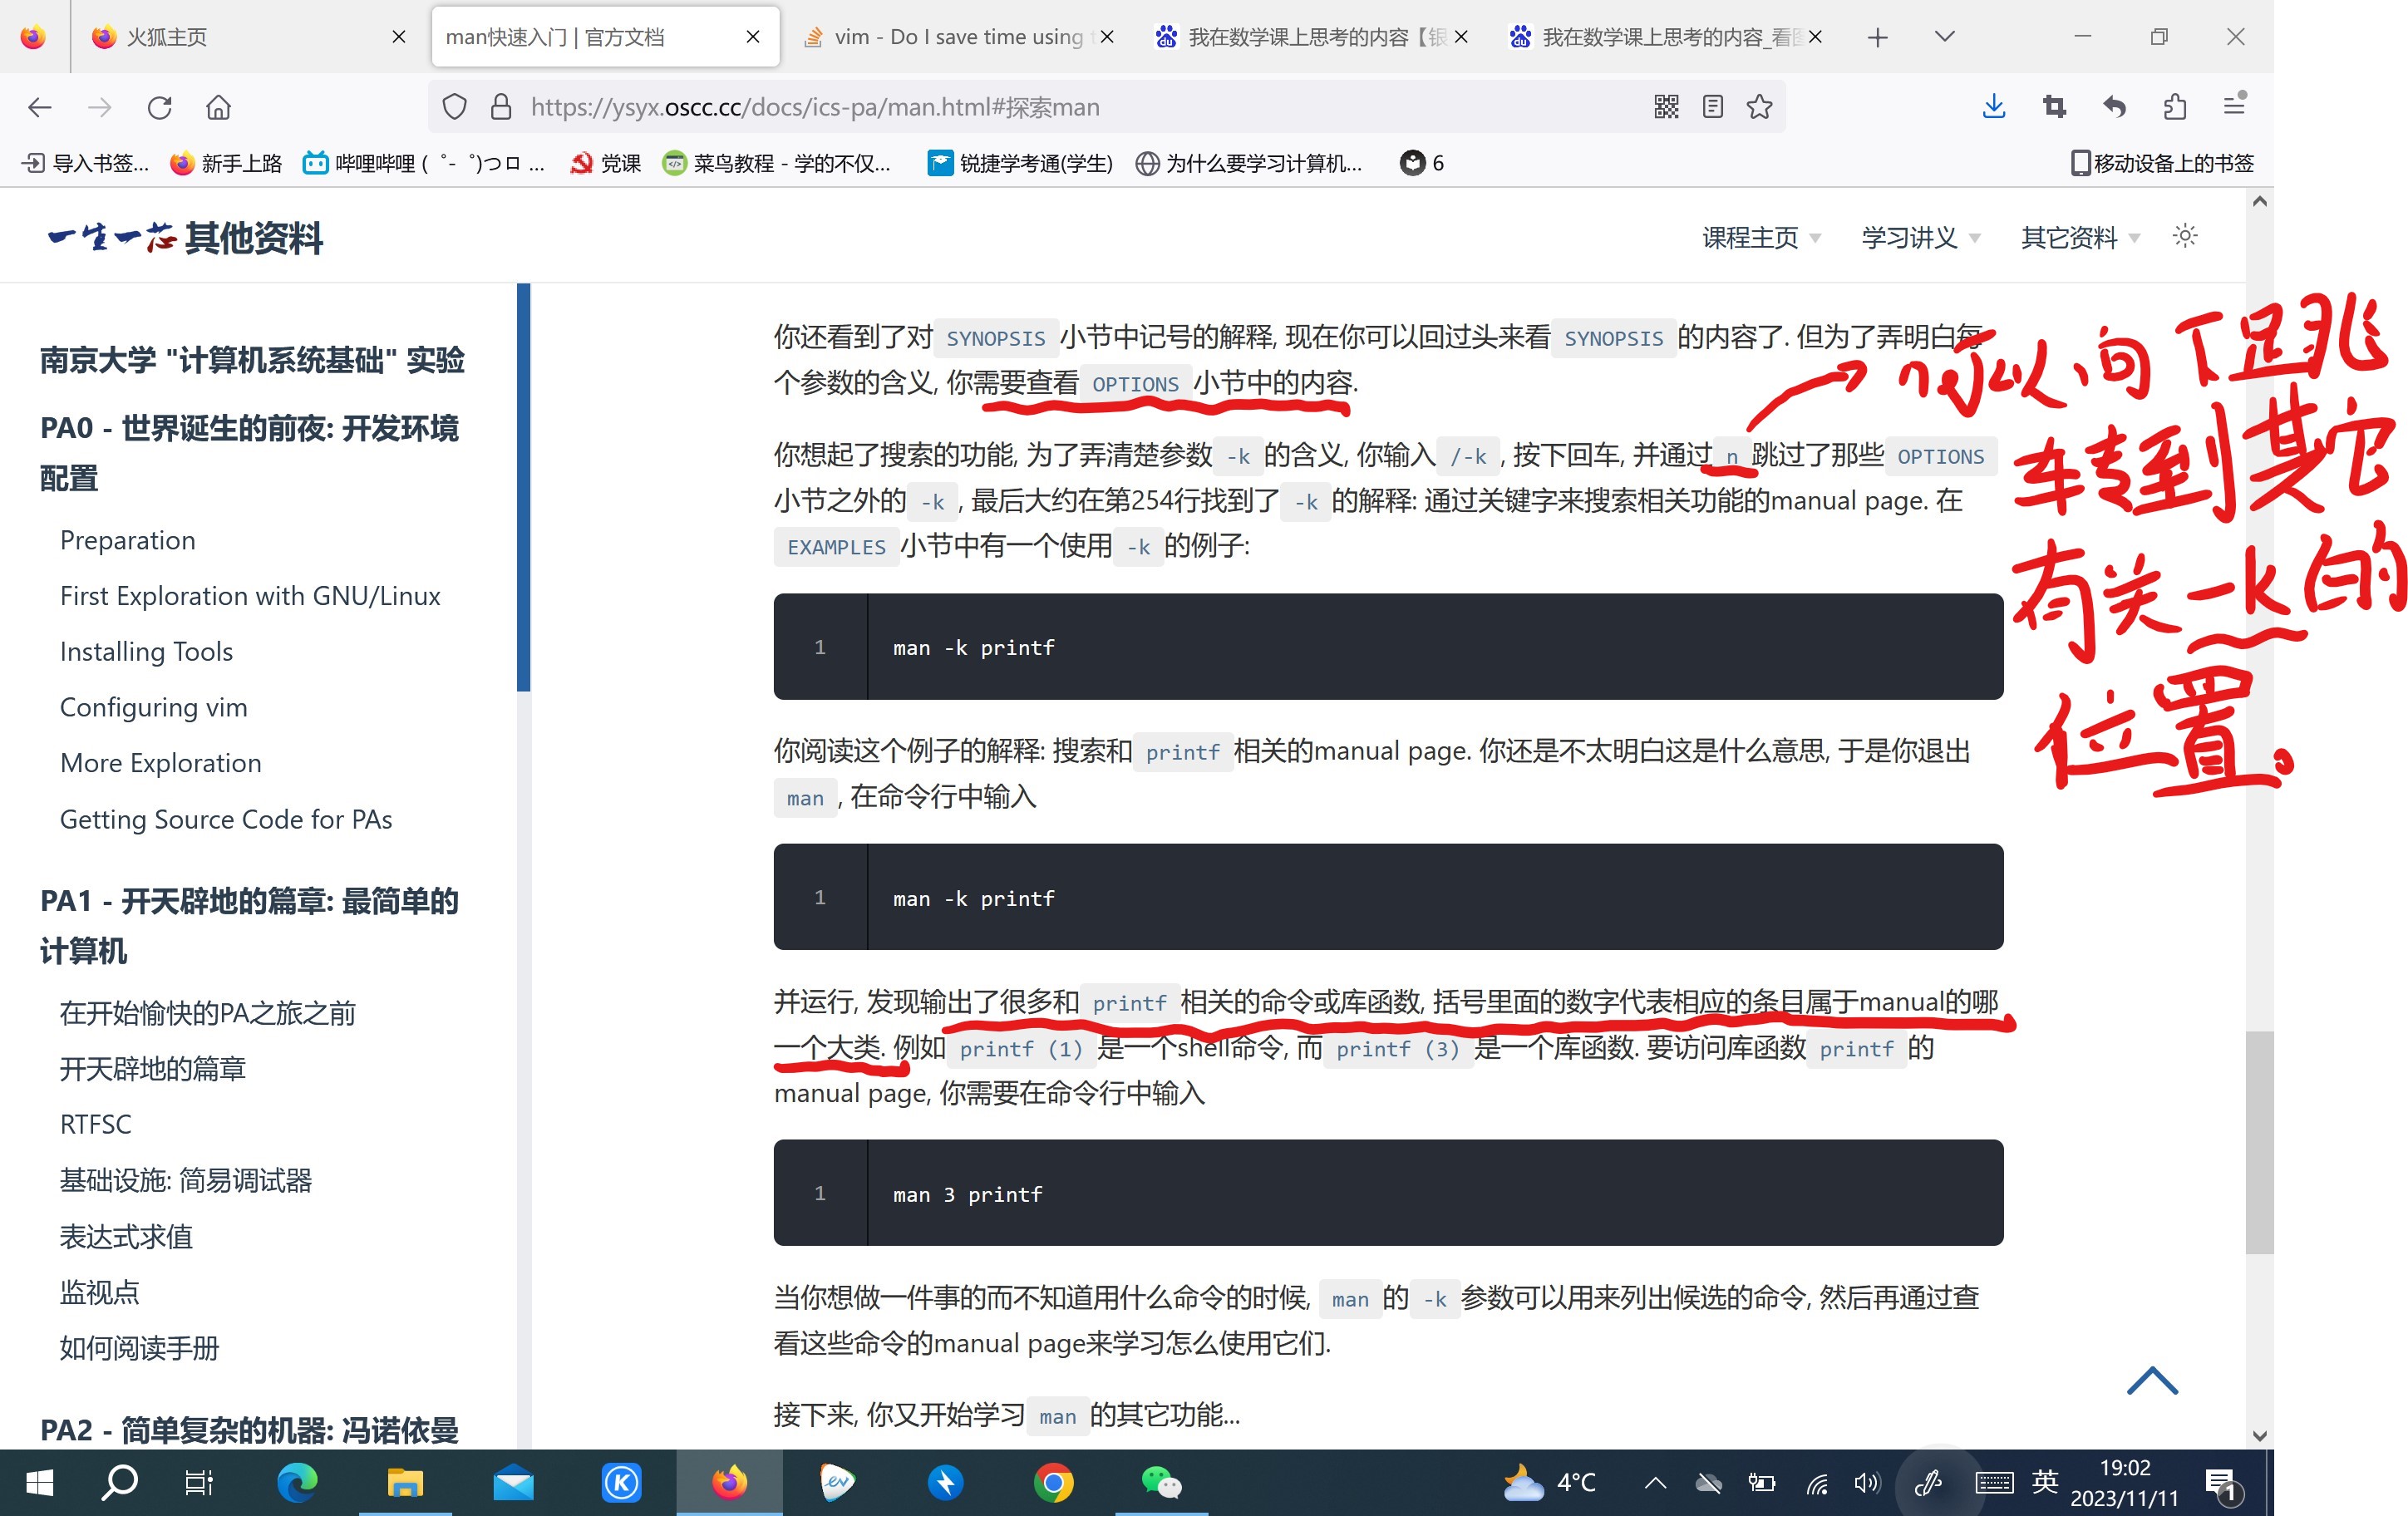 火狐主页
man快速入门 | 官方文档
vim - Do I save time using t
我在数学课上思考的内容【银
我在数学课上思考的内容_看图
https://ysyx.oscc.cc/docs/ics-pa/man.html#探索man
导入书签...
新手上路
哔哩哔哩 ( ゜- ゜)つロ ...
党课
菜鸟教程 - 学的不仅...
锐捷学考通(学生)
为什么要学习计算机...
6
移动设备上的书签
一生一芯 其他资料
课程主页
学习讲义
其它资料
南京大学 "计算机系统基础" 实验
PA0 - 世界诞生的前夜: 开发环境
配置
Preparation
First Exploration with GNU/Linux
Installing Tools
Configuring vim
More Exploration
Getting Source Code for PAs
PA1 - 开天辟地的篇章: 最简单的
计算机
在开始愉快的PA之旅之前
开天辟地的篇章
RTFSC
基础设施: 简易调试器
表达式求值
监视点
如何阅读手册
PA2 - 简单复杂的机器: 冯诺依曼
你还看到了对 SYNOPSIS 小节中记号的解释, 现在你可以回过头来看 SYNOPSIS 的内容了. 但为了弄明白每
个参数的含义, 你需要查看 OPTIONS 小节中的内容.
你想起了搜索的功能, 为了弄清楚参数 -k 的含义, 你输入 /-k , 按下回车, 并通过 n 跳过了那些 OPTIONS
小节之外的 -k , 最后大约在第254行找到了 -k 的解释: 通过关键字来搜索相关功能的manual page. 在
EXAMPLES 小节中有一个使用 -k 的例子:
1 man -k printf
你阅读这个例子的解释: 搜索和 printf 相关的manual page. 你还是不太明白这是什么意思, 于是你退出
man , 在命令行中输入
1 man -k printf
并运行, 发现输出了很多和 printf 相关的命令或库函数, 括号里面的数字代表相应的条目属于manual的哪
一个大类. 例如 printf (1) 是一个shell命令, 而 printf (3) 是一个库函数. 要访问库函数 printf 的
manual page, 你需要在命令行中输入
1 man 3 printf
当你想做一件事的而不知道用什么命令的时候, man 的 -k 参数可以用来列出候选的命令, 然后再通过查
看这些命令的manual page来学习怎么使用它们.
接下来, 你又开始学习 man 的其它功能...
可以向下跳
转到其它
有关-k的
位置。
4°C
英
19:02
2023/11/11
1